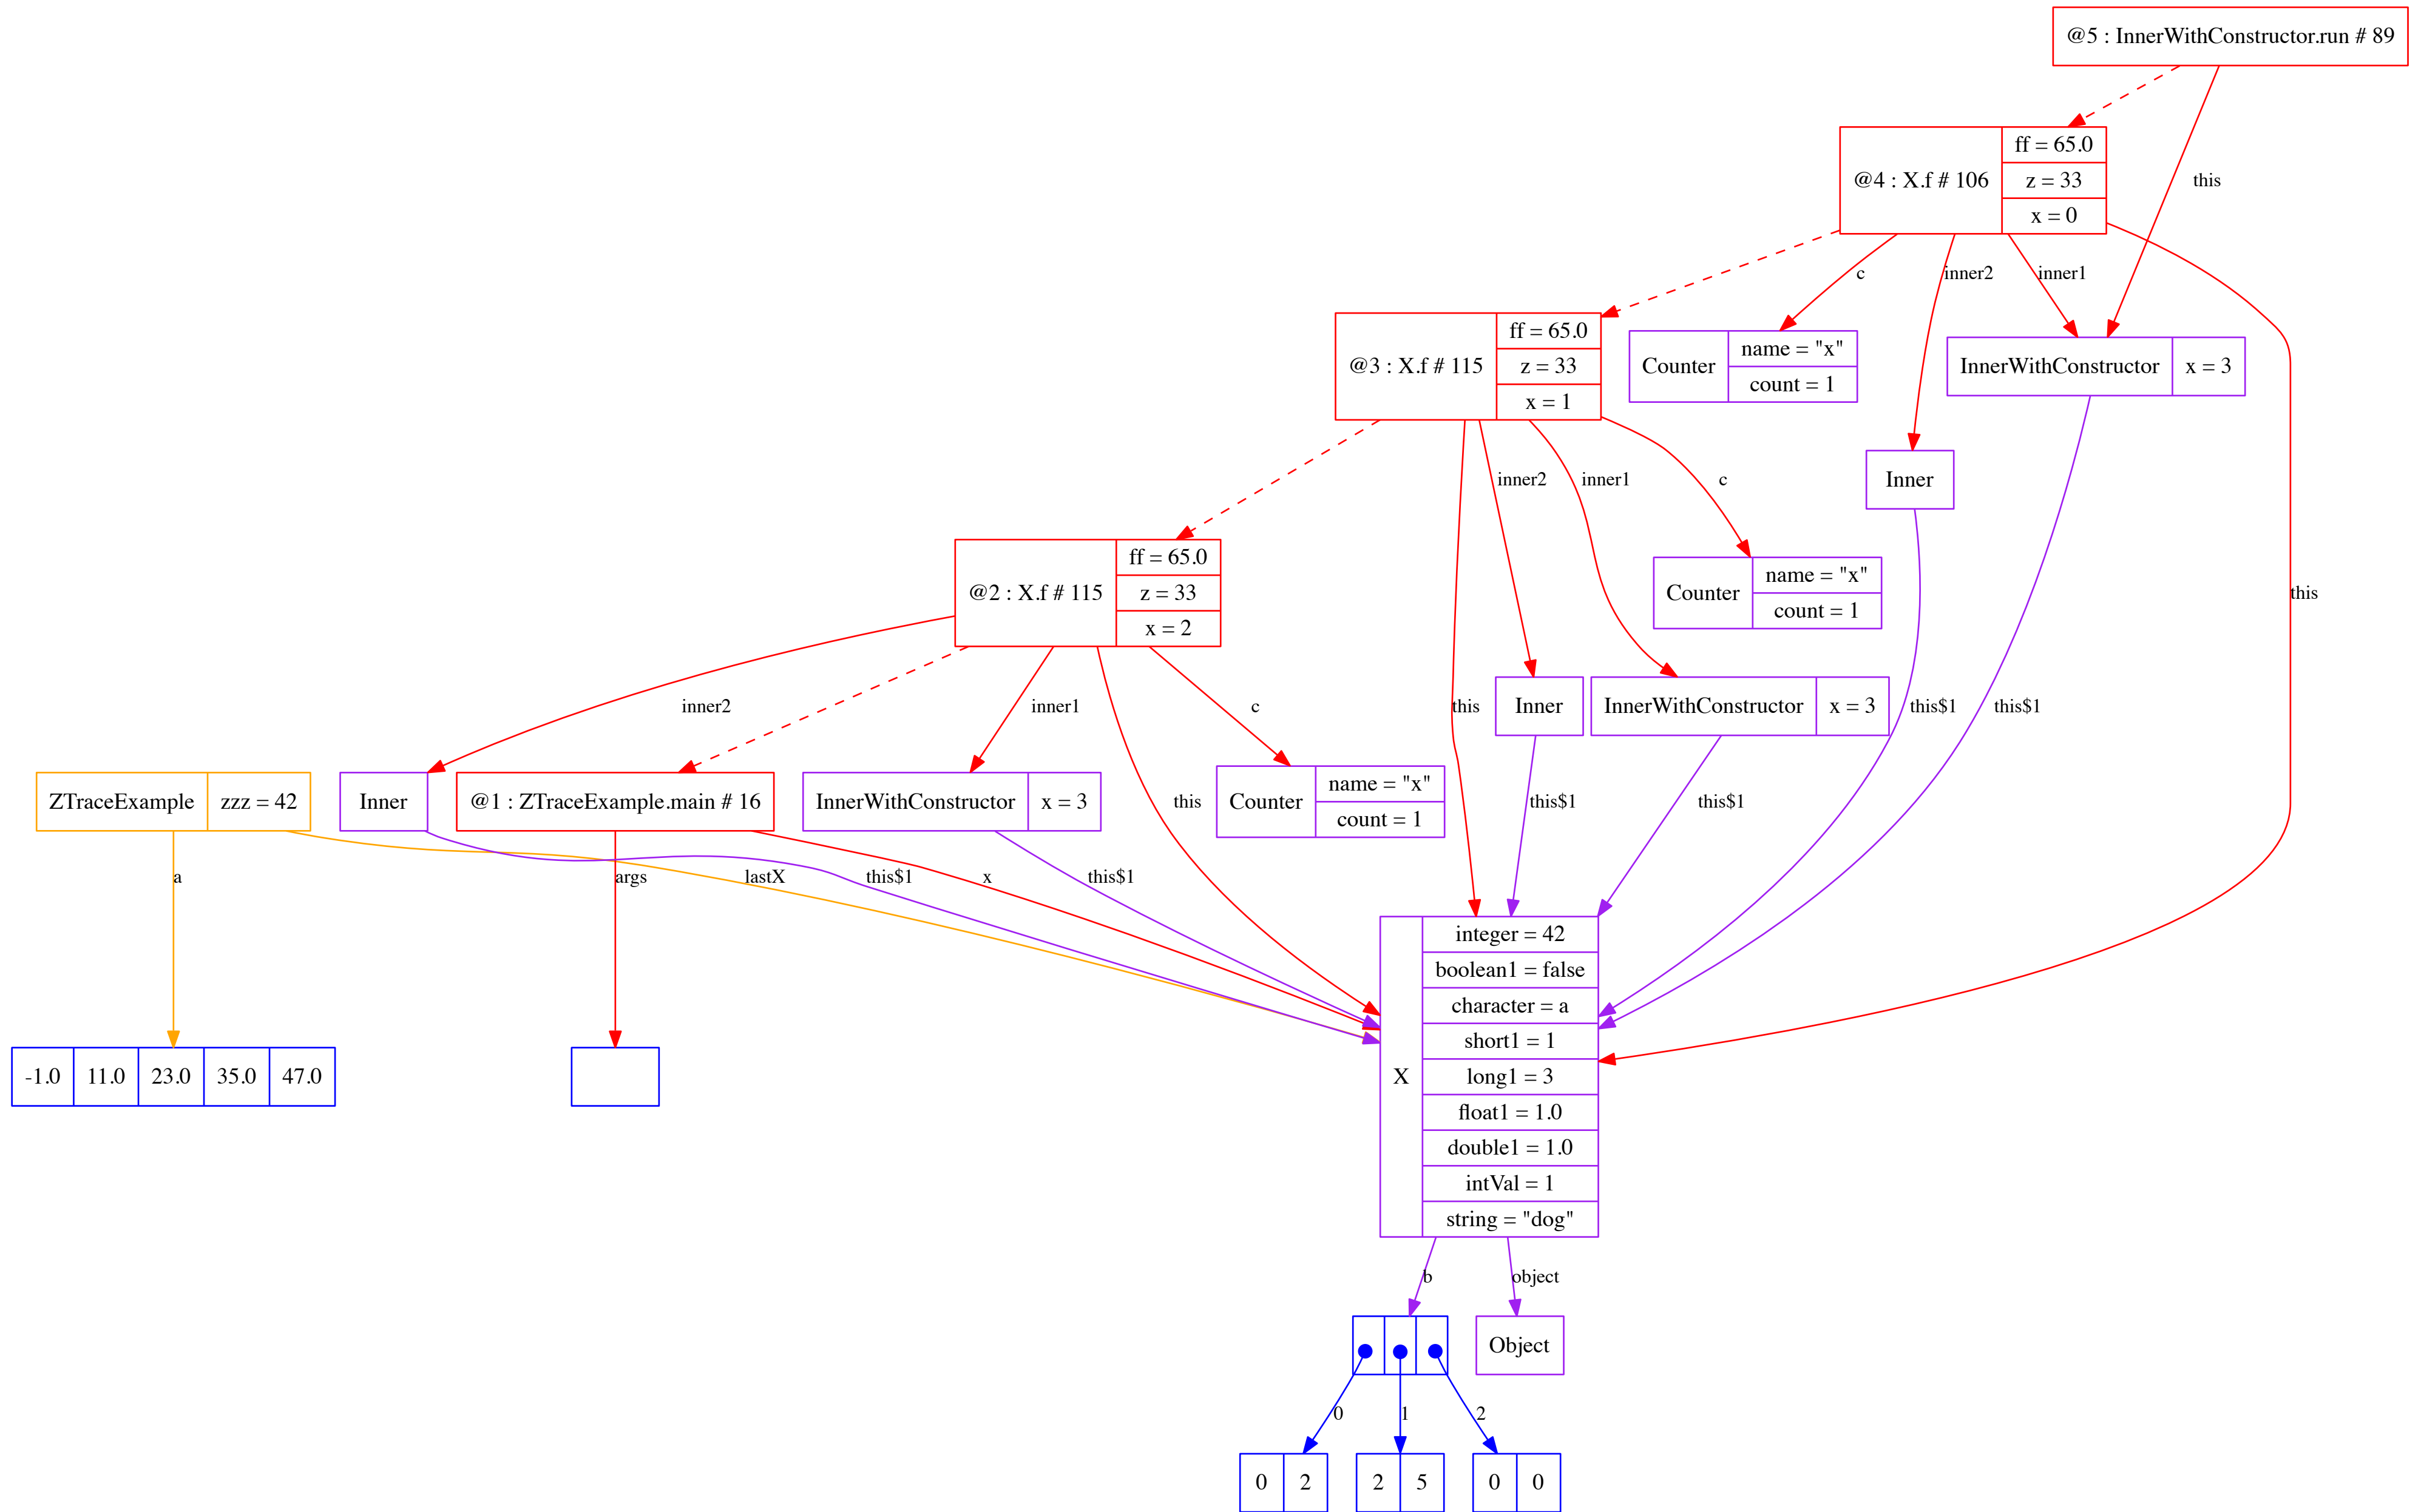 @5 : InnerWithConstructor.run # 89
@4 : X.f # 106
ff = 65.0
z = 33
x = 0
this
c
inner2
inner1
@3 : X.f # 115
ff = 65.0
z = 33
x = 1
Counter
name = "x"
count = 1
InnerWithConstructor
x = 3
Inner
inner2
inner1
c
@2 : X.f # 115
ff = 65.0
z = 33
x = 2
Counter
name = "x"
count = 1
this
inner2
inner1
c
this
Inner
InnerWithConstructor
x = 3
this$1
this$1
ZTraceExample
zzz = 42
Inner
@1 : ZTraceExample.main # 16
InnerWithConstructor
x = 3
this
Counter
name = "x"
count = 1
this$1
this$1
a
args
lastX
this$1
x
this$1
-1.0
11.0
23.0
35.0
47.0
X
integer = 42
boolean1 = false
character = a
short1 = 1
long1 = 3
float1 = 1.0
double1 = 1.0
intVal = 1
string = "dog"
b
object
Object
0
1
2
0
2
2
5
0
0